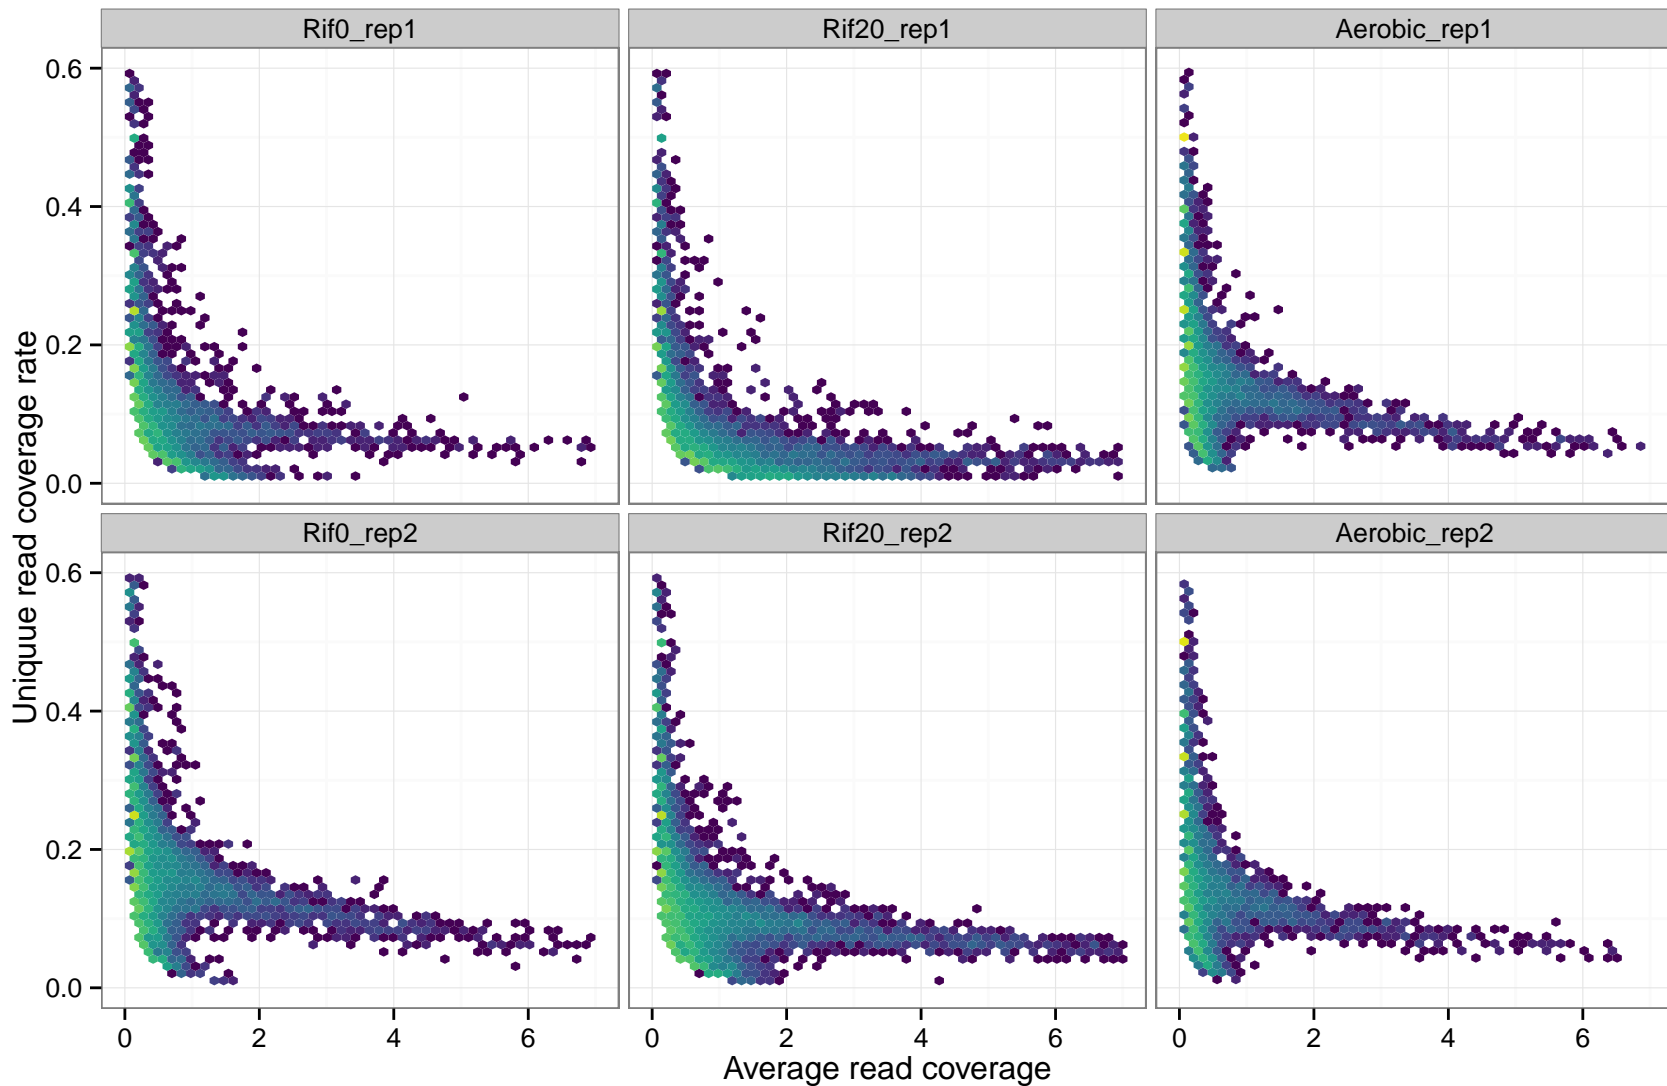 Rif0_rep1 Rif20_rep1 Aerobic_rep1
0.6
0.4
0.2
0.0
Rif0_rep2 Rif20_rep2 Aerobic_rep2
0.6
0.4
0.2
0.0
Unique read coverage rate
0 2 4 6 0 2 4 6 0 2 4 6
Average read coverage